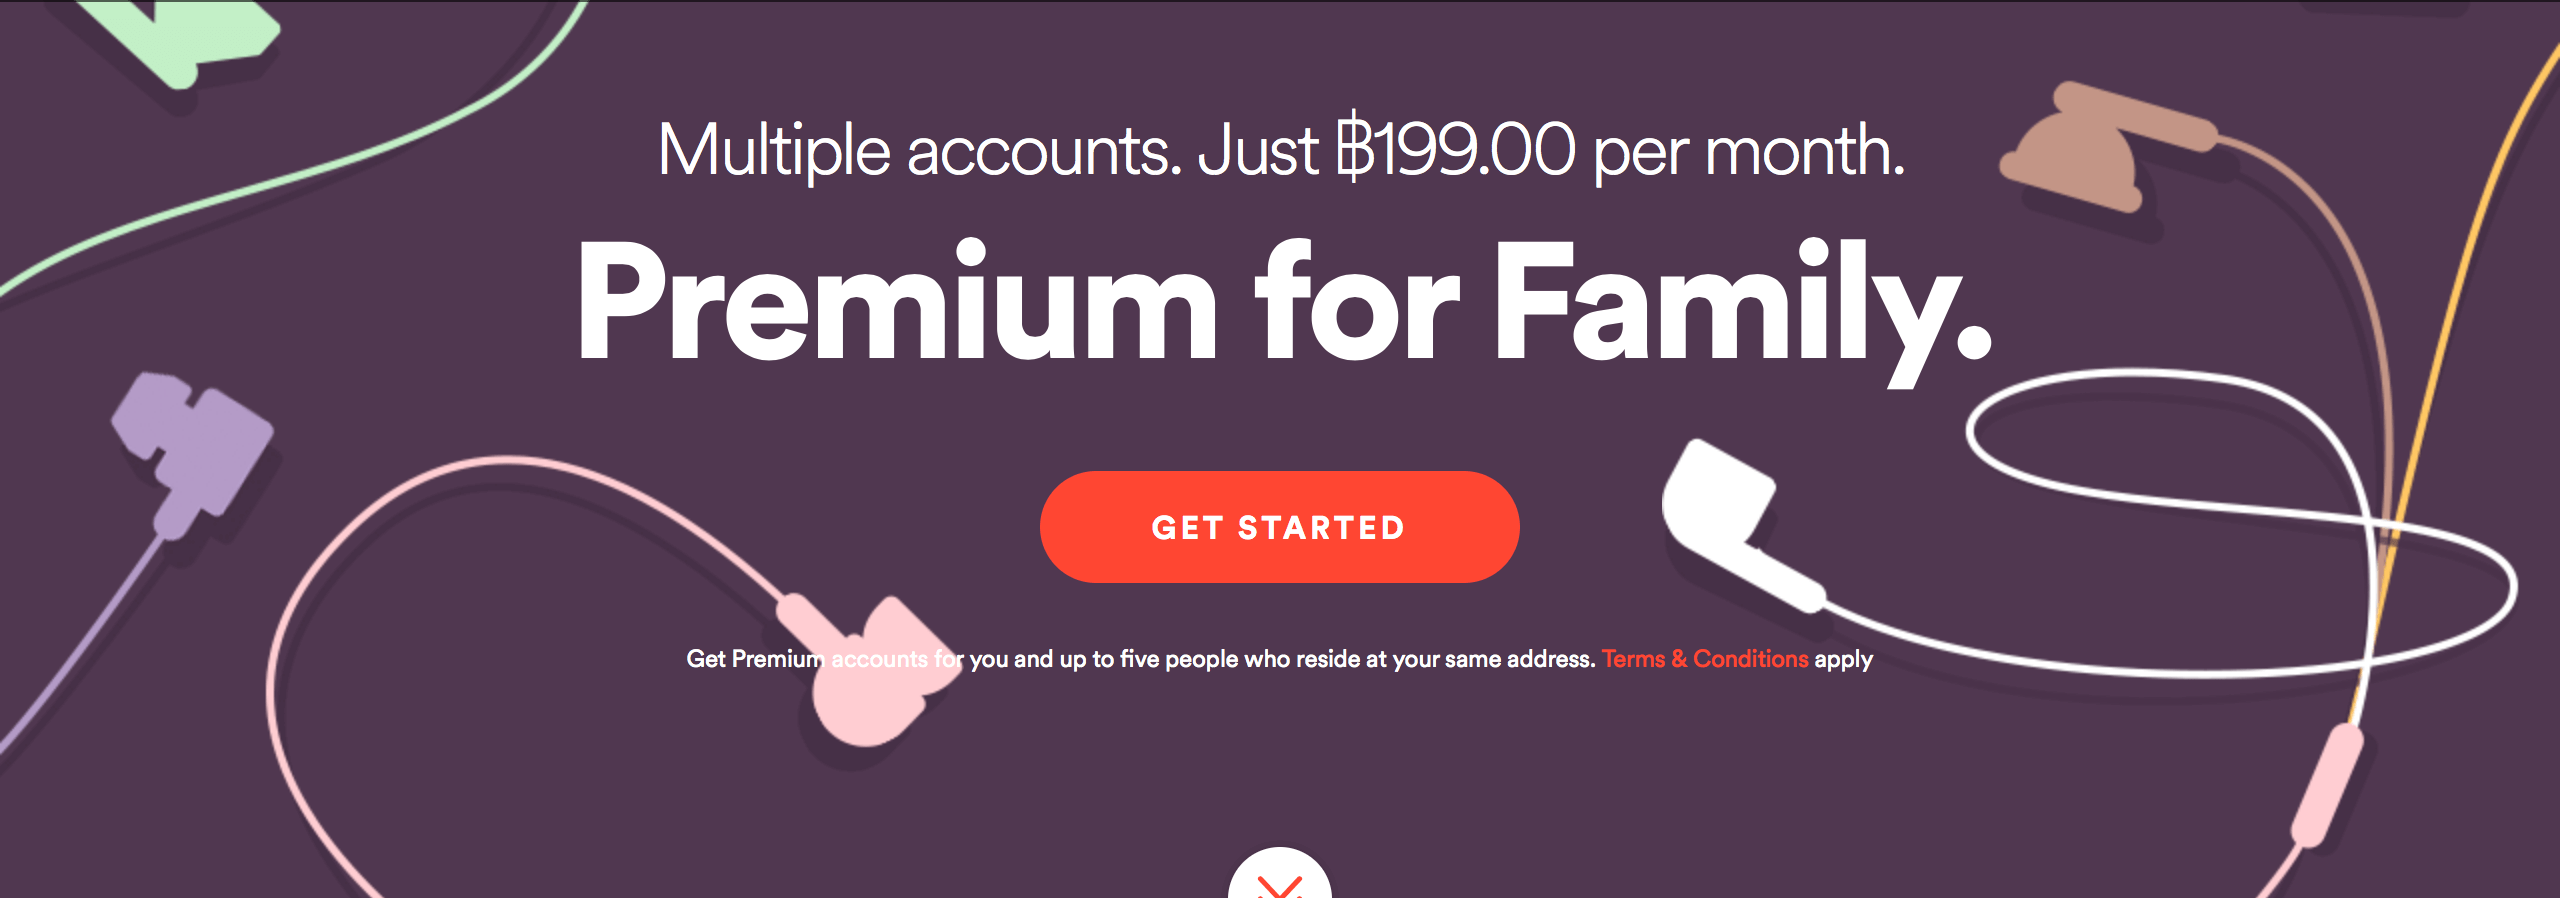 Multiple accounts. Just ฿199.00 per month.
Premium for Family.
GET STARTED
Get Premium accounts for you and up to five people who reside at your same address. Terms & Conditions apply